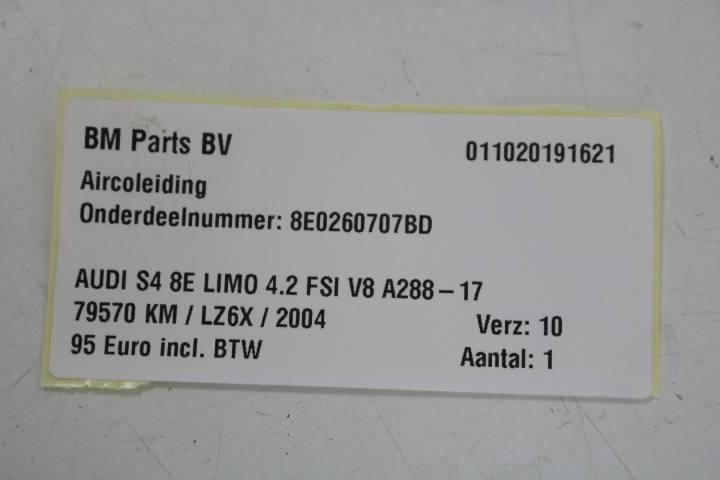 BM Parts BV 011020191621
Aircoleiding
Onderdeelnummer: 8E0260707BD
AUDI S4 8E LIMO 4.2 FSI V8 A288-17
79570 KM / LZ6X / 2004 Verz: 10
95 Euro incl. BTW Aantal: 1